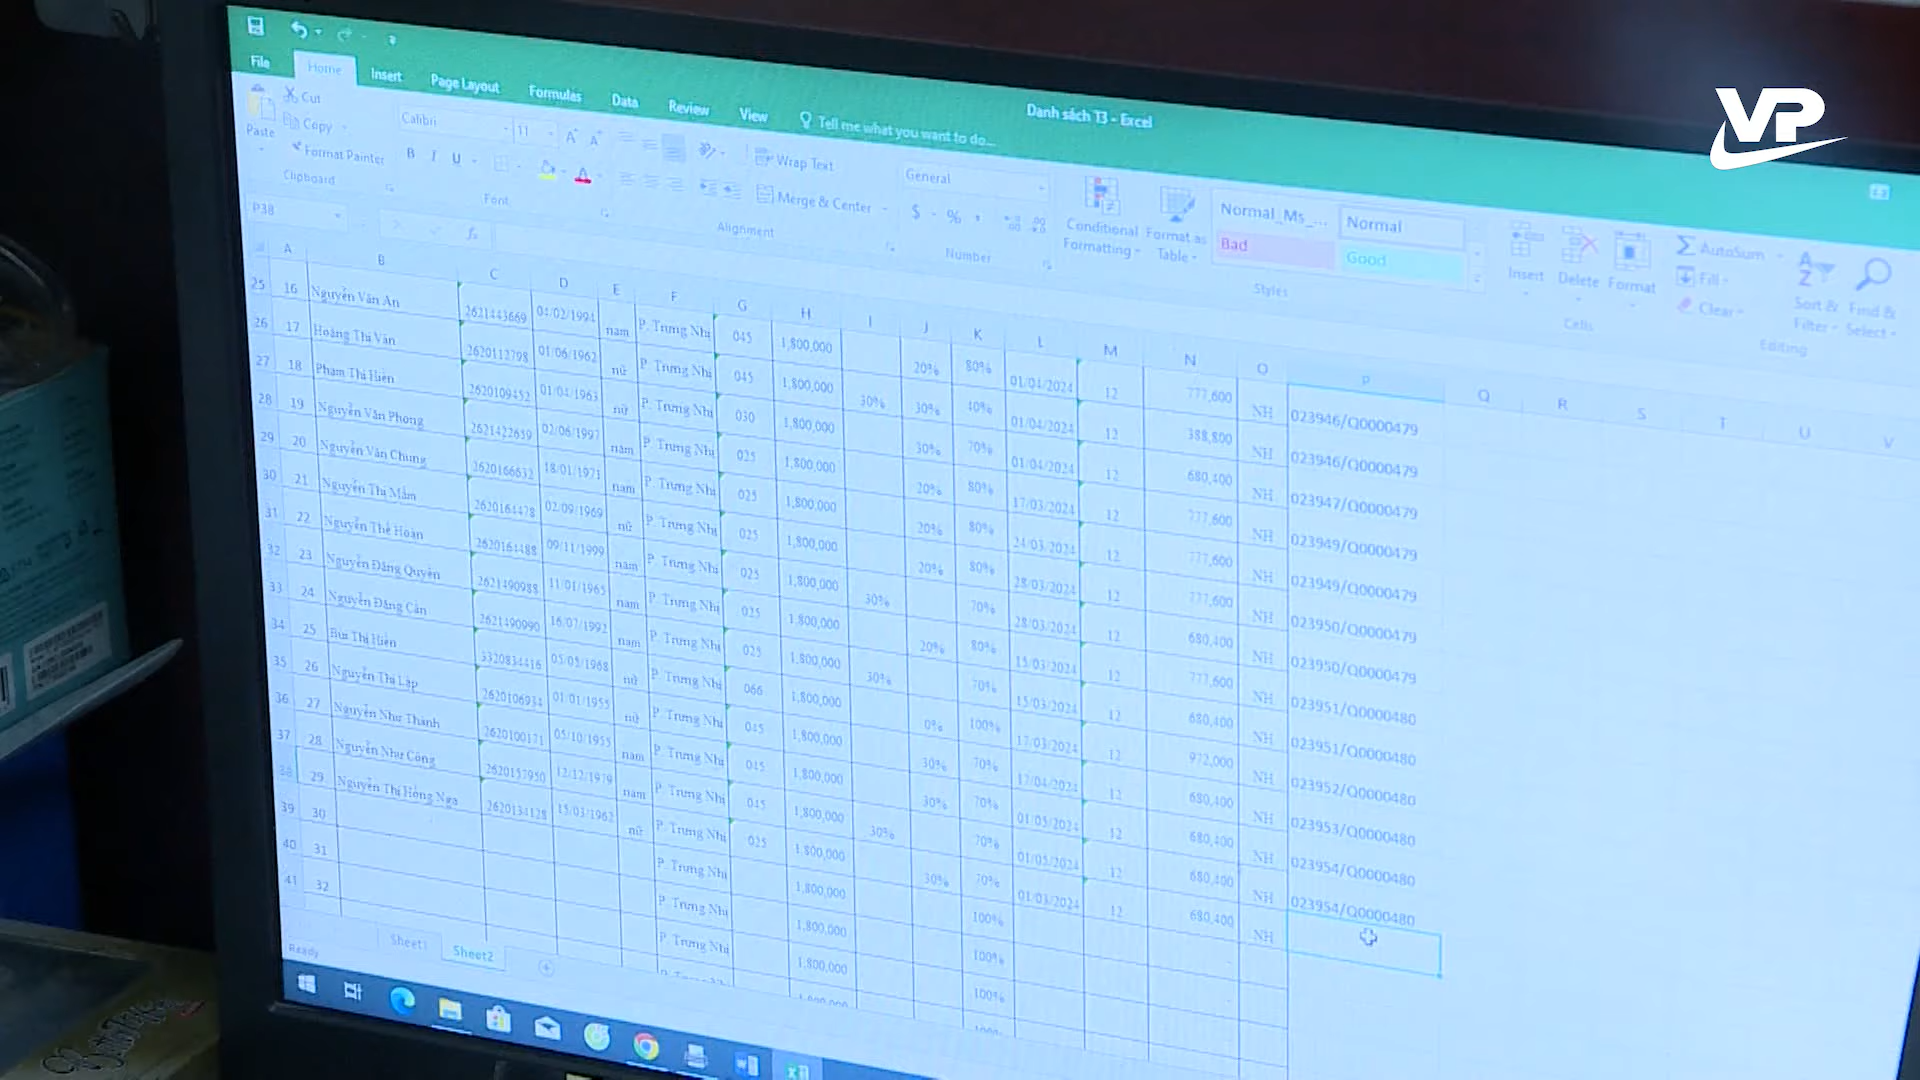 VP
Danh sách T3 - Excel
File Home Insert Page Layout Formulas Data Review View Tell me what you want to do...
Paste Cut Copy Format Painter
Clipboard
Calibri 11
B I U
Font
Wrap Text
Merge & Center
Alignment
General
$ % ,
Number
Conditional Formatting
Format as Table
Normal_Ms_... Normal
Bad Good
Styles
Insert Delete Format
Cells
AutoSum
Fill
Clear
Sort & Filter
Find & Select
Editing
P38 fx
A B C D E F G H I J K L M N O P Q R S T U V
25 16 Nguyễn Văn An 2621443669 04/02/1994 nam P. Trưng Nhị 045 1,800,000 20% 80% 01/04/2024 12 777,600 NH 023946/Q0000479
26 17 Hoàng Thị Vân 2620112798 01/06/1962 nữ P. Trưng Nhị 045 1,800,000 30% 30% 40% 01/04/2024 12 388,800 NH 023946/Q0000479
27 18 Phạm Thị Hiền 2620109452 01/04/1963 nữ P. Trưng Nhị 030 1,800,000 30% 70% 01/04/2024 12 680,400 NH 023947/Q0000479
28 19 Nguyễn Văn Phong 2621422659 02/06/1997 nam P. Trưng Nhị 025 1,800,000 20% 80% 17/03/2024 12 777,600 NH 023949/Q0000479
29 20 Nguyễn Văn Chung 2620166632 18/01/1971 nam P. Trưng Nhị 025 1,800,000 20% 80% 24/03/2024 12 777,600 NH 023949/Q0000479
30 21 Nguyễn Thị Mâm 2620164478 02/09/1969 nữ P. Trưng Nhị 025 1,800,000 20% 80% 28/03/2024 12 777,600 NH 023950/Q0000479
31 22 Nguyễn Thế Hoàn 2620164488 09/11/1999 nam P. Trưng Nhị 025 1,800,000 30% 70% 28/03/2024 12 680,400 NH 023950/Q0000479
32 23 Nguyễn Đăng Quyên 2621490988 11/01/1965 nam P. Trưng Nhị 025 1,800,000 20% 80% 15/03/2024 12 777,600 NH 023951/Q0000480
33 24 Nguyễn Đăng Cần 2621490990 16/07/1992 nam P. Trưng Nhị 025 1,800,000 30% 70% 15/03/2024 12 680,400 NH 023951/Q0000480
34 25 Bùi Thị Hiền 3320834416 05/05/1968 nữ P. Trưng Nhị 066 1,800,000 0% 100% 17/03/2024 12 972,000 NH 023952/Q0000480
35 26 Nguyễn Thị Lập 2620106934 01/01/1955 nữ P. Trưng Nhị 045 1,800,000 30% 70% 17/04/2024 12 680,400 NH 023953/Q0000480
36 27 Nguyễn Như Thành 2620100171 05/10/1955 nam P. Trưng Nhị 045 1,800,000 30% 70% 01/05/2024 12 680,400 NH 023954/Q0000480
37 28 Nguyễn Như Công 2620157950 12/12/1979 nam P. Trưng Nhị 045 1,800,000 30% 70% 01/05/2024 12 680,400 NH 023954/Q0000480
38 29 Nguyễn Thị Hồng Nga 2620134128 15/03/1962 nữ P. Trưng Nhị 025 1,800,000 30% 70% 01/03/2024 12 680,400 NH
39 30 P. Trưng Nhị 1,800,000 100%
40 31 P. Trưng Nhị 1,800,000 100%
41 32 P. Trưng Nhị 1,800,000 100%
Sheet1 Sheet2
Ready